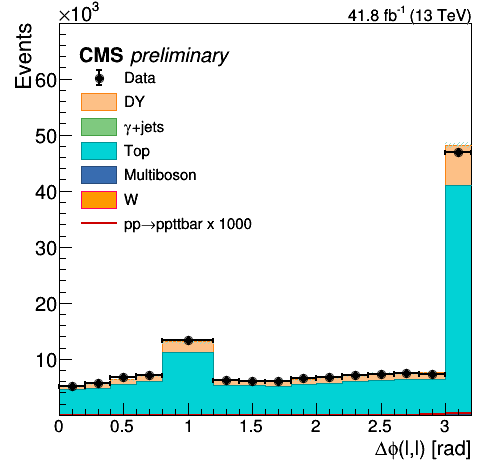 ×10³
41.8 fb⁻¹ (13 TeV)
Events
CMS preliminary
Data
DY
γ+jets
Top
Multiboson
W
pp→ppttbar x 1000
60
50
40
30
20
10
0 0.5 1 1.5 2 2.5 3
Δϕ(l,l) [rad]